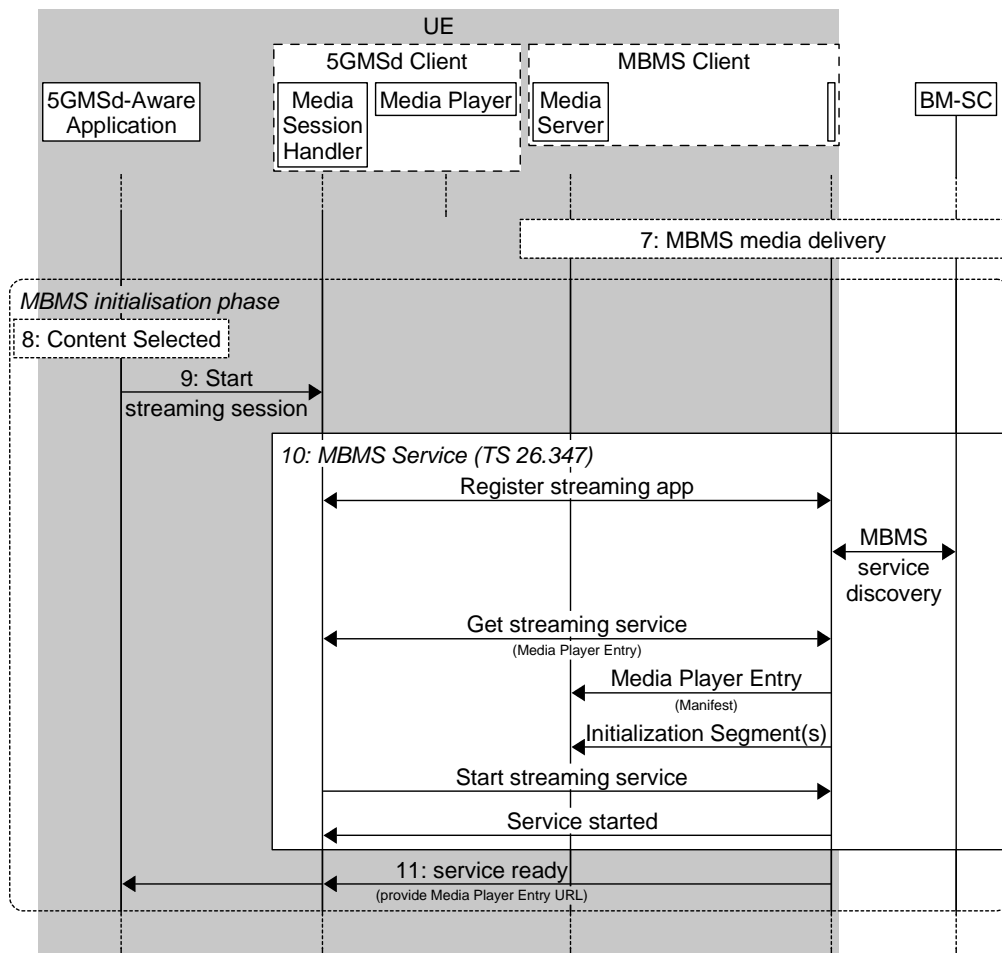 UE
5GMSd Client
MBMS Client
5GMSd-Aware
Application
Media
Session
Handler
Media Player
Media
Server
BM-SC
7: MBMS media delivery
MBMS initialisation phase
8: Content Selected
9: Start
streaming session
10: MBMS Service (TS 26.347)
Register streaming app
MBMS
service
discovery
Get streaming service
(Media Player Entry)
Media Player Entry
(Manifest)
Initialization Segment(s)
Start streaming service
Service started
11: service ready
(provide Media Player Entry URL)